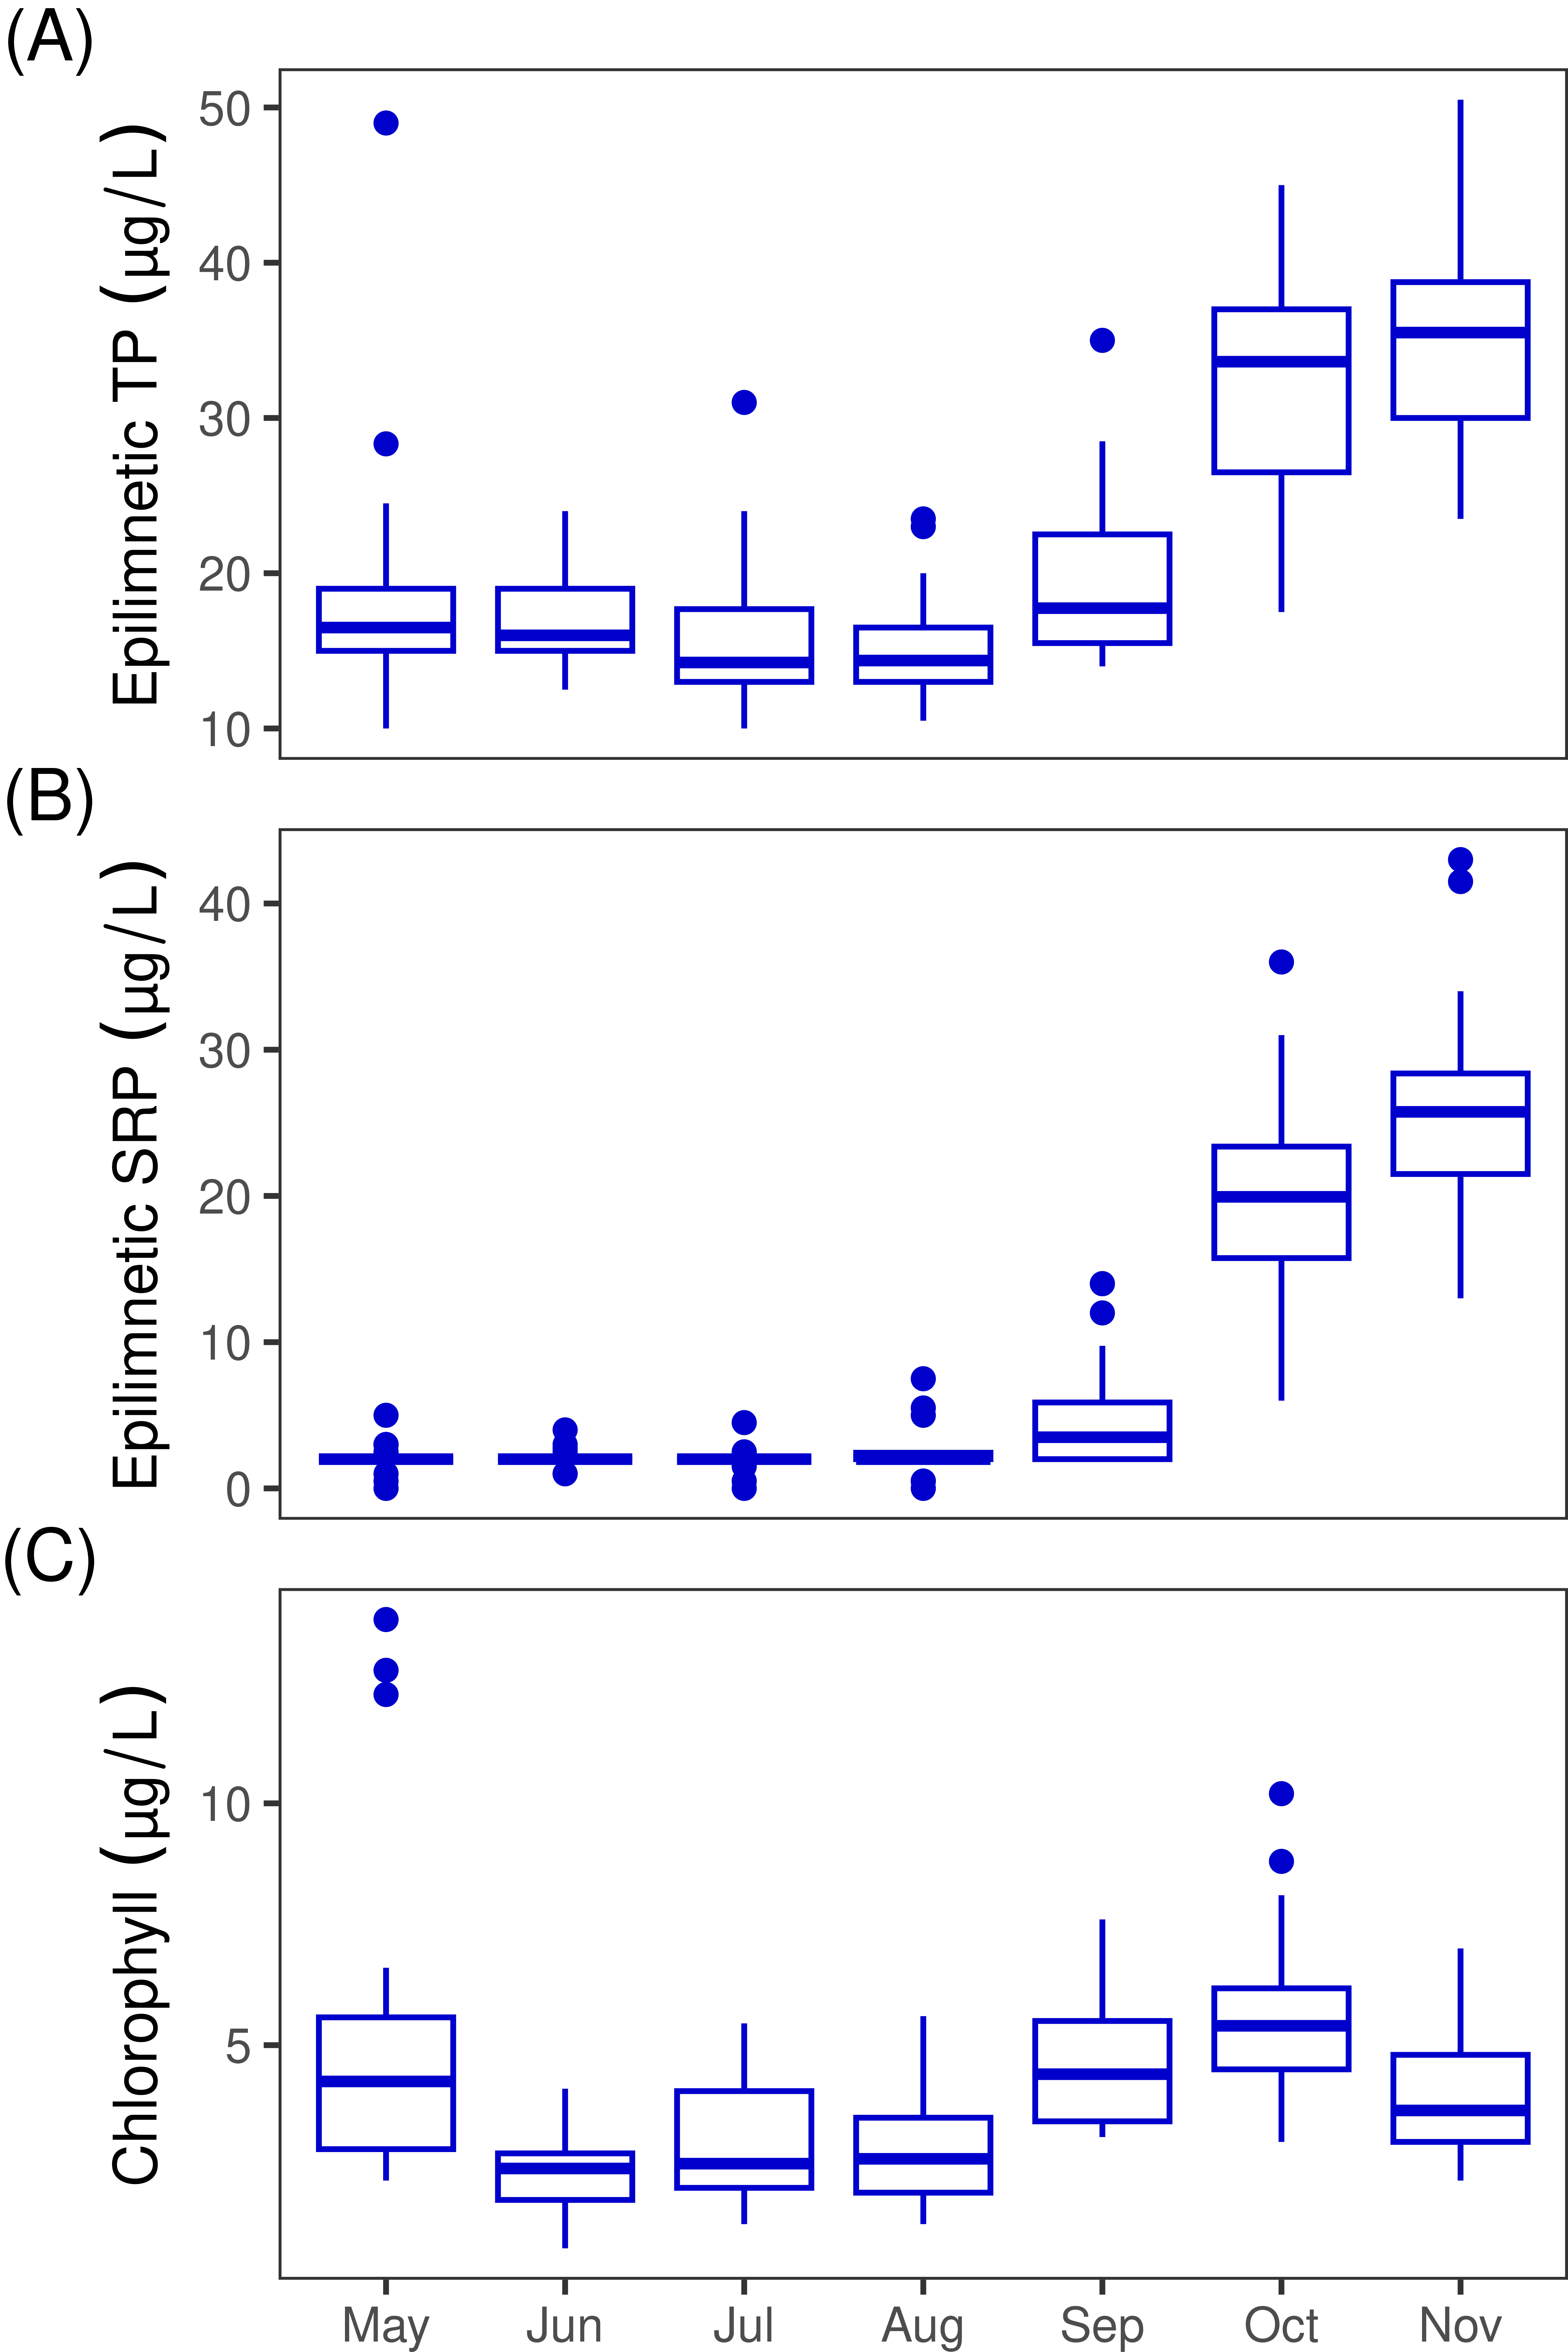 (A)
Epilimnetic TP (µg/L)
50
40
30
20
10
(B)
Epilimnetic SRP (µg/L)
40
30
20
10
0
(C)
Chlorophyll (µg/L)
10
5
May Jun Jul Aug Sep Oct Nov